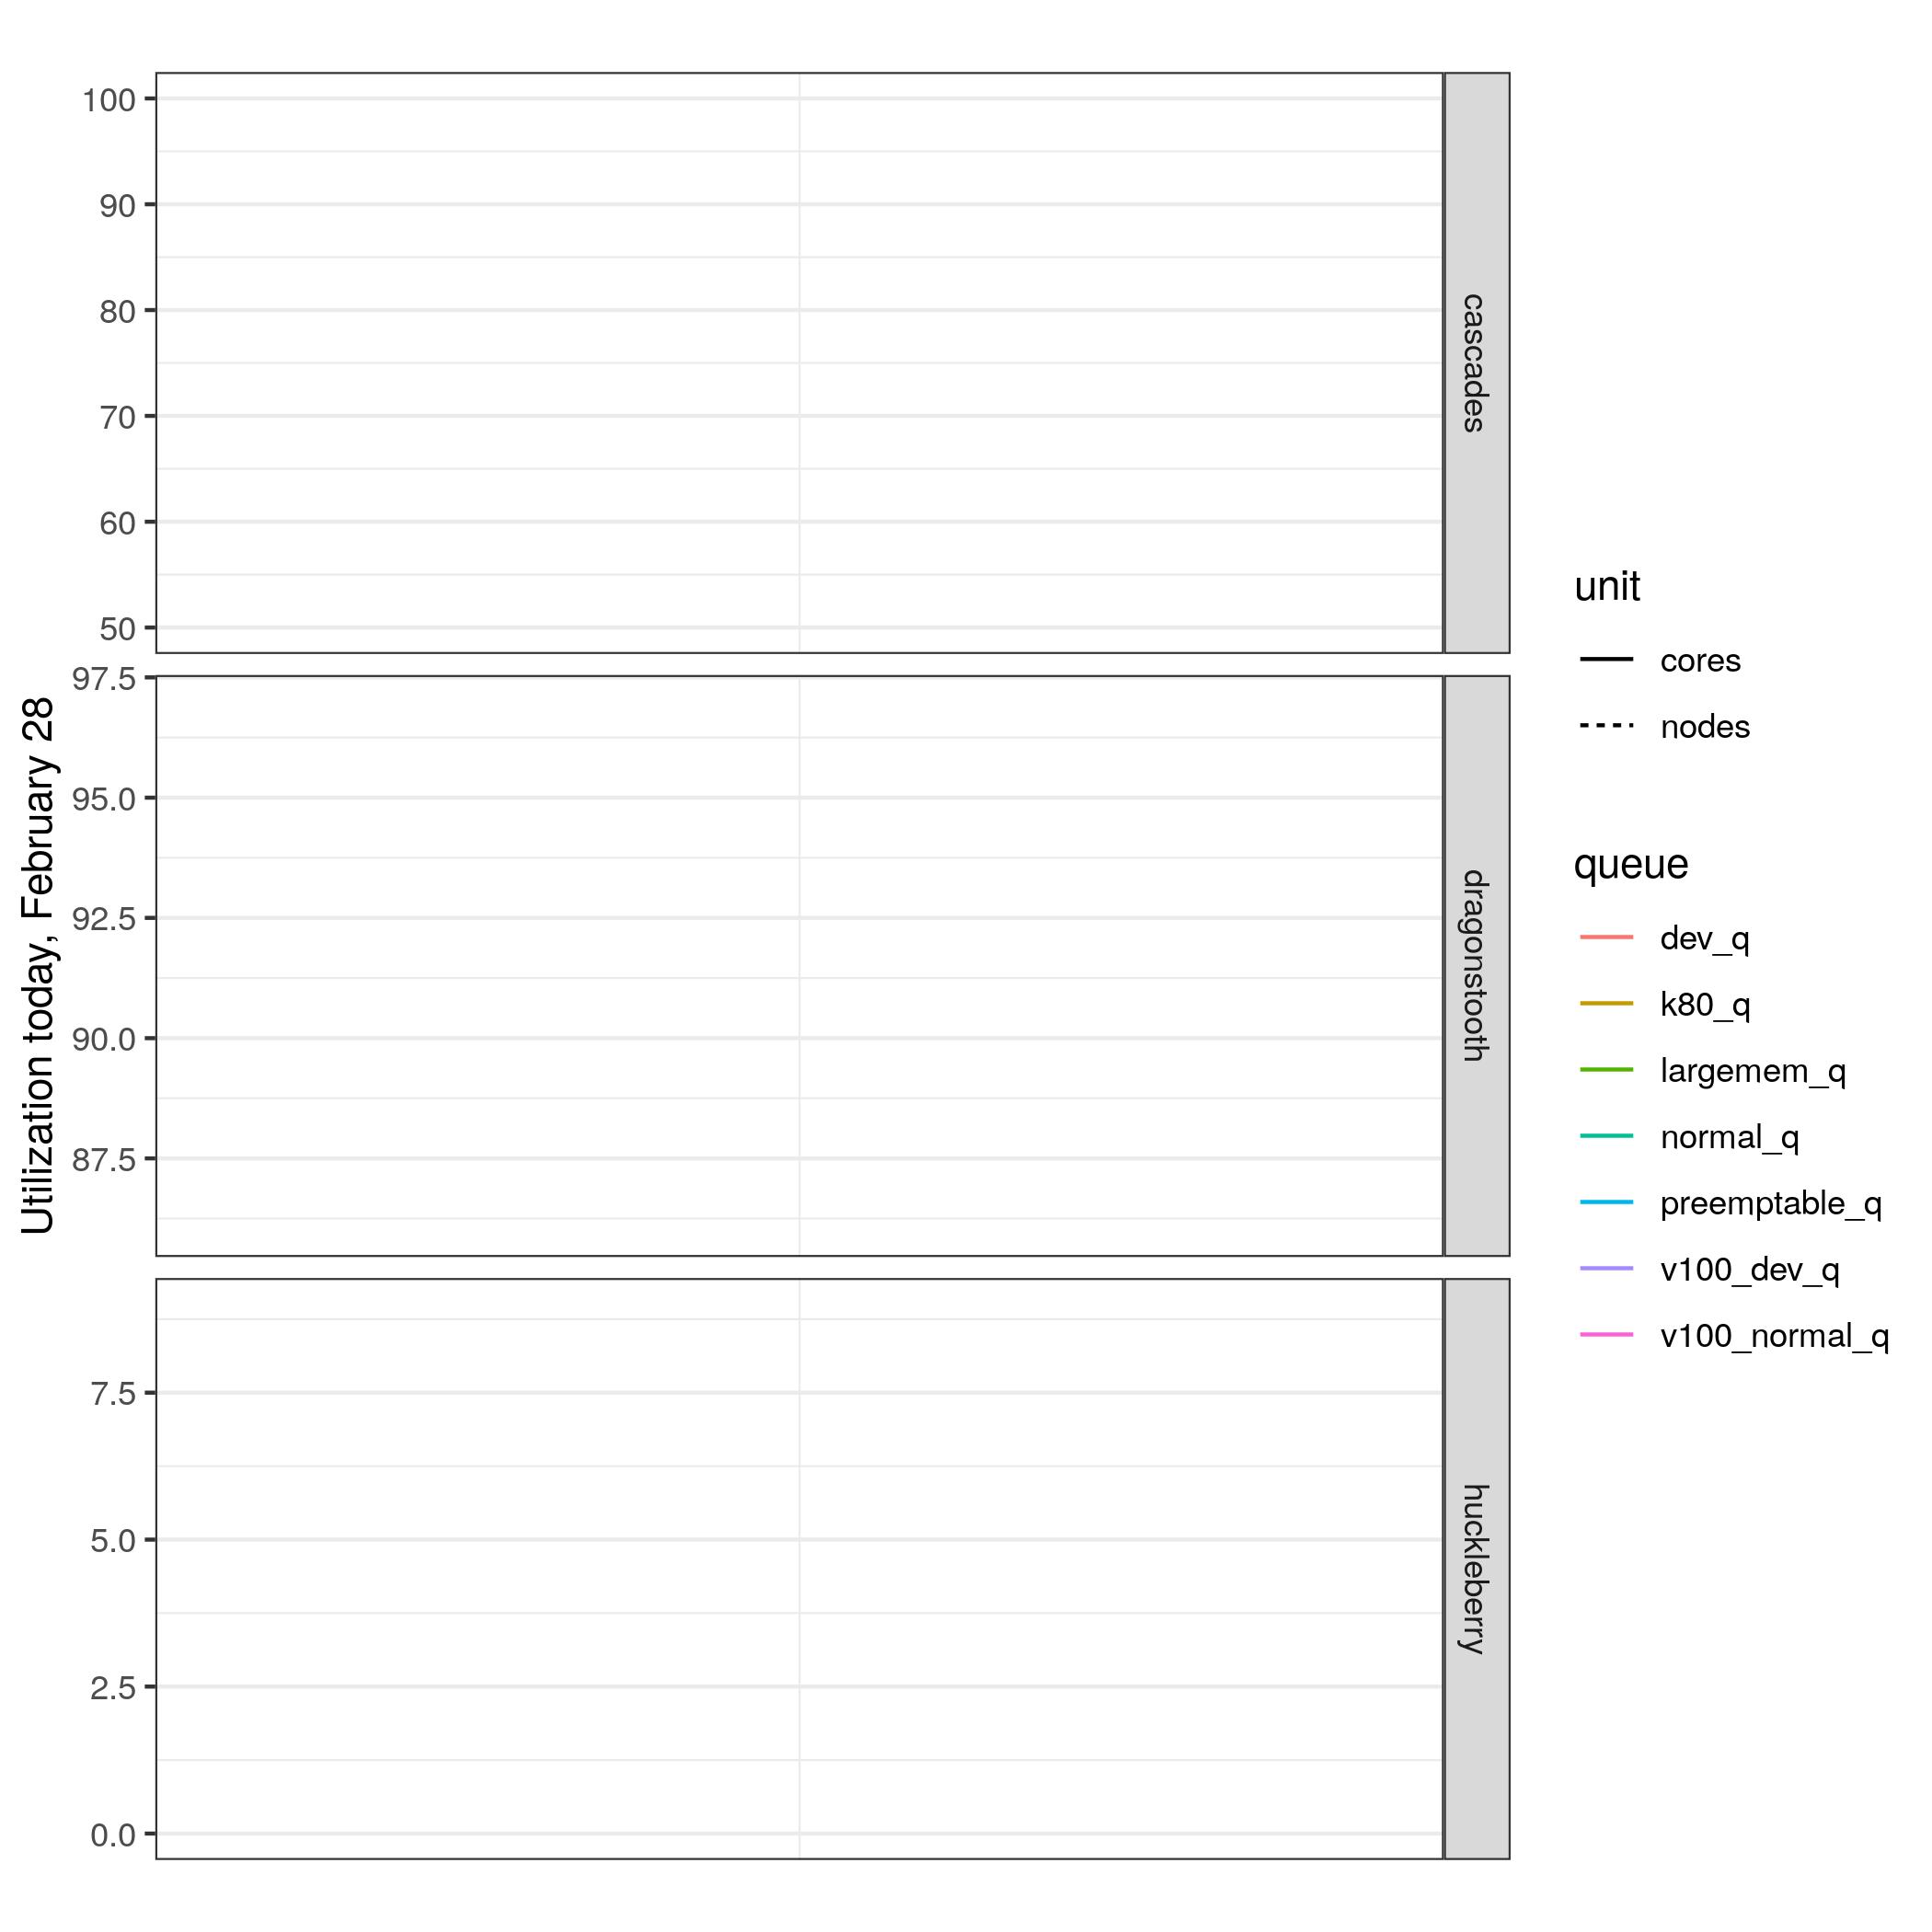 Utilization today, February 28
100
90
80
70
60
50
cascades
97.5
95.0
92.5
90.0
87.5
dragonstooth
7.5
5.0
2.5
0.0
huckleberry
unit
cores
nodes
queue
dev_q
k80_q
largemem_q
normal_q
preemptable_q
v100_dev_q
v100_normal_q